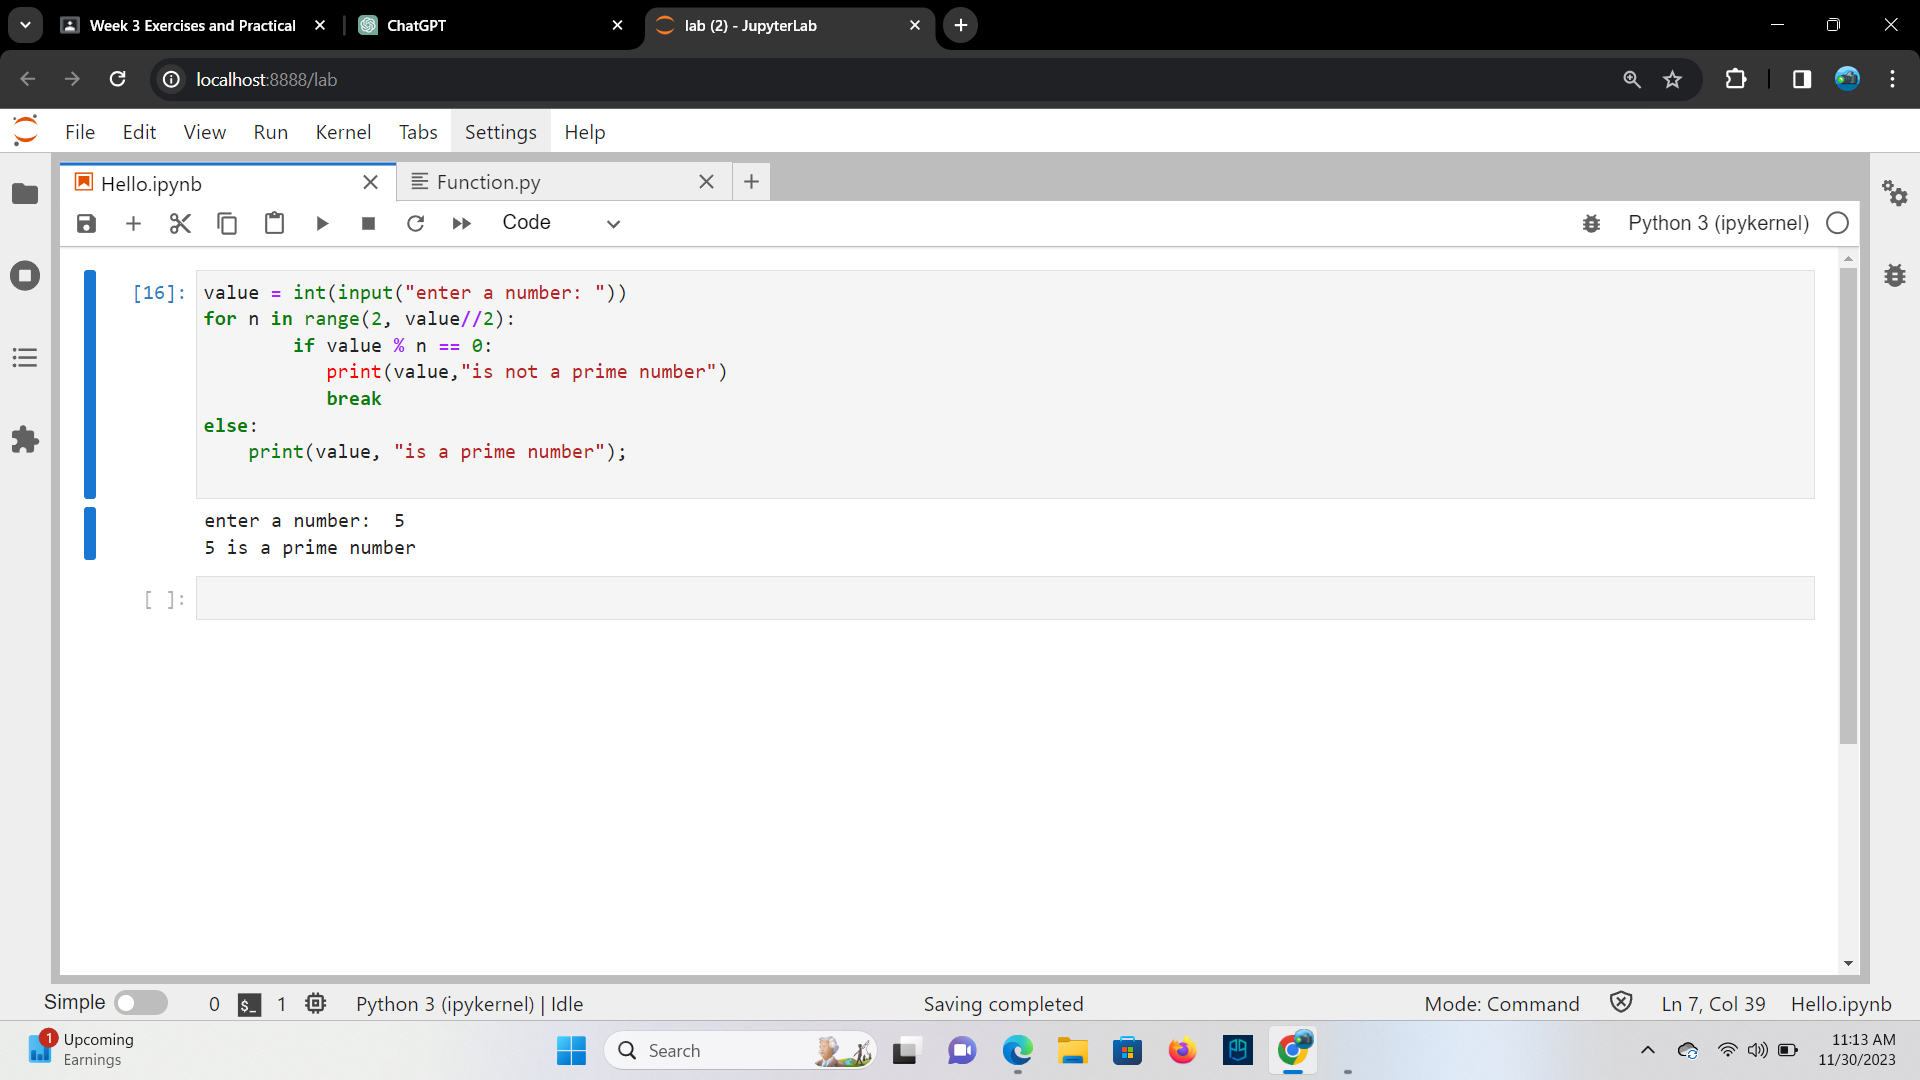 Week 3 Exercises and Practical
ChatGPT
lab (2) - JupyterLab
localhost:8888/lab
File Edit View Run Kernel Tabs Settings Help
Hello.ipynb
Function.py
Code
Python 3 (ipykernel)
[16]:
value = int(input("enter a number: "))
for n in range(2, value//2):
        if value % n == 0:
           print(value,"is not a prime number")
           break
else:
    print(value, "is a prime number");
enter a number:  5
5 is a prime number
[ ]:
Simple 0 $_ 1 Python 3 (ipykernel) | Idle Saving completed Mode: Command Ln 7, Col 39 Hello.ipynb
1
Upcoming
Earnings
Search
11:13 AM
11/30/2023